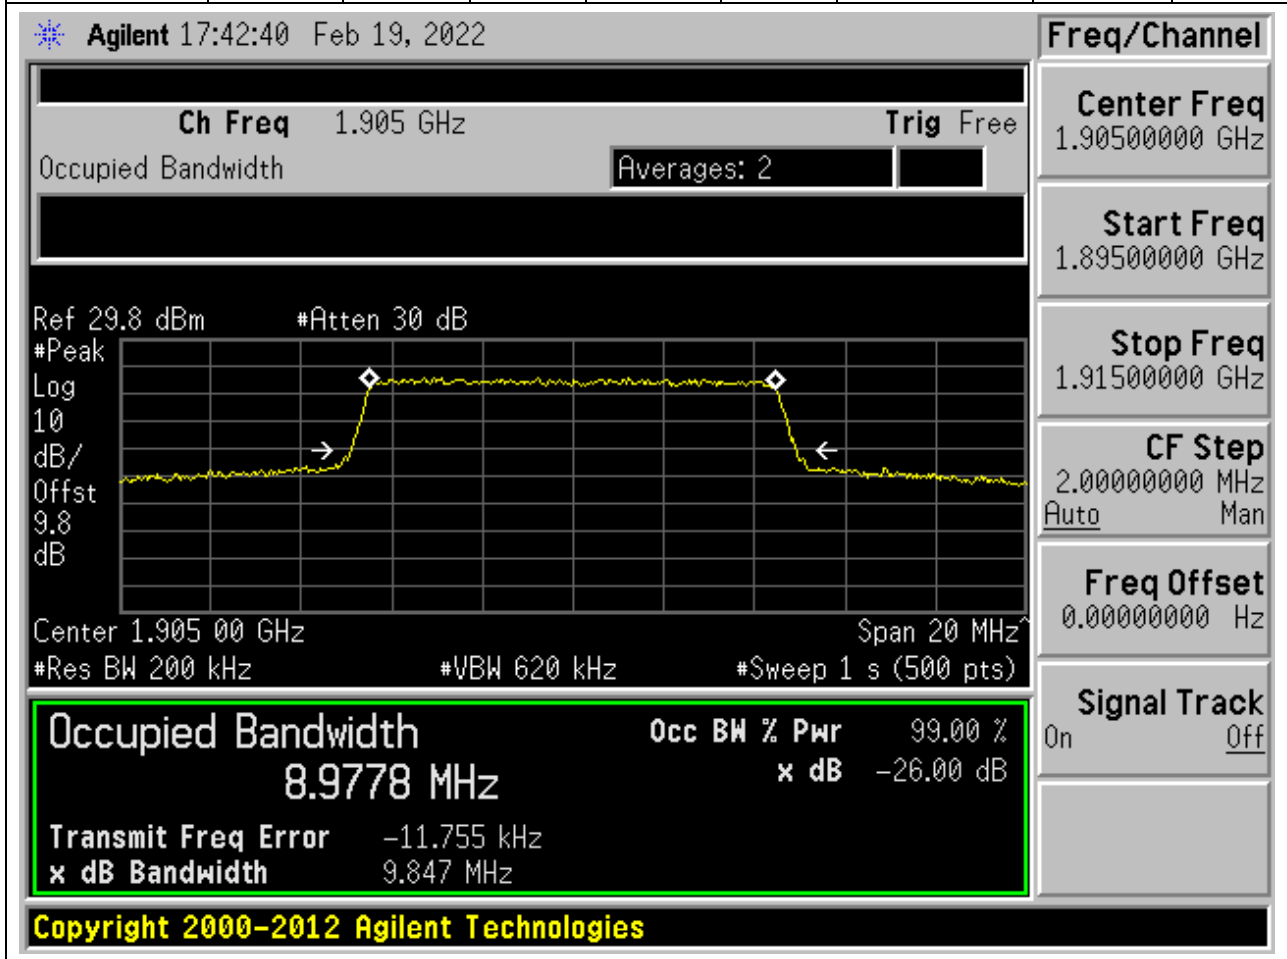 Agilent 17:42:40 Feb 19, 2022
Freq/Channel
Ch Freq 1.905 GHz Trig Free
Occupied Bandwidth Averages: 2
Ref 29.8 dBm #Atten 30 dB
#Peak
Log
10
dB/
Offst
9.8
dB
Center 1.905 00 GHz Span 20 MHz^
#Res BW 200 kHz #VBW 620 kHz #Sweep 1 s (500 pts)
Occupied Bandwidth Occ BW % Pwr 99.00 %
8.9778 MHz x dB -26.00 dB
Transmit Freq Error -11.755 kHz
x dB Bandwidth 9.847 MHz
Center Freq
1.90500000 GHz
Start Freq
1.89500000 GHz
Stop Freq
1.91500000 GHz
CF Step
2.00000000 MHz
Auto Man
Freq Offset
0.00000000 Hz
Signal Track
On Off
Copyright 2000-2012 Agilent Technologies